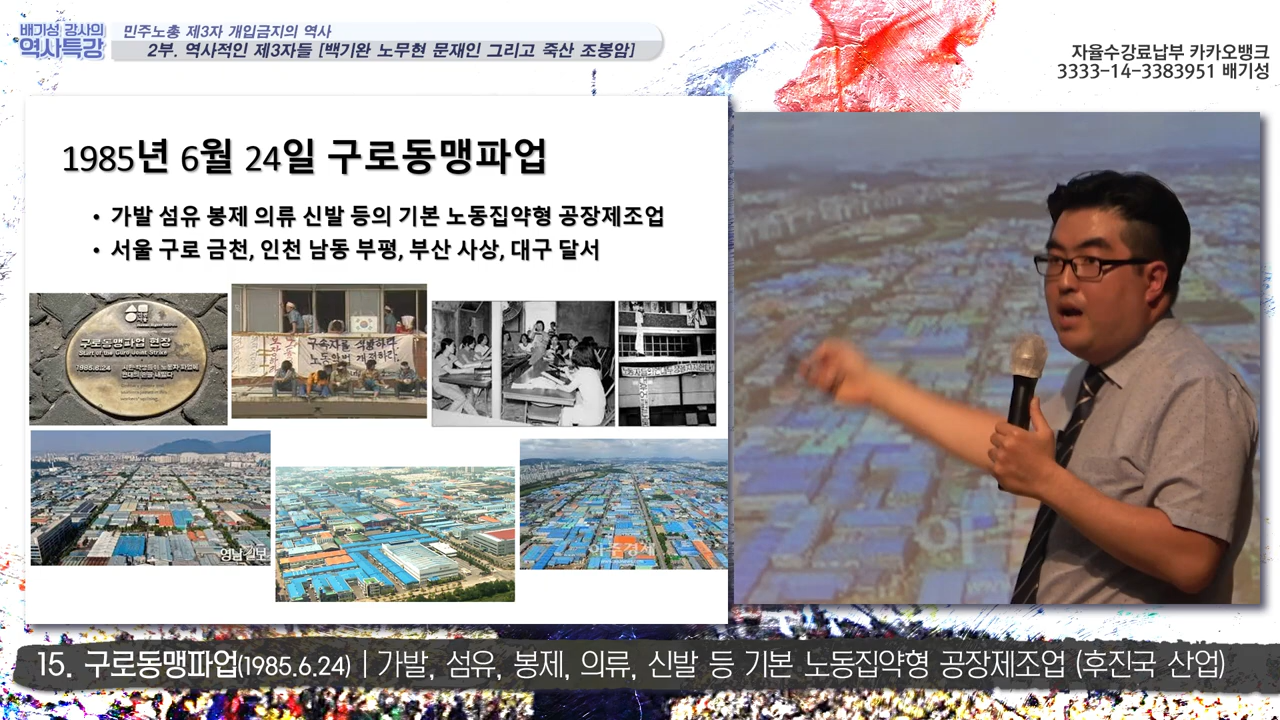 배기성 강사의
역사특강
민주노총 제3자 개입금지의 역사
2부. 역사적인 제3자들 [백기완 노무현 문재인 그리고 죽산 조봉암]
자율수강료납부 카카오뱅크
3333-14-3383951 배기성
1985년 6월 24일 구로동맹파업
• 가발 섬유 봉제 의류 신발 등의 기본 노동집약형 공장제조업
• 서울 구로 금천, 인천 남동 부평, 부산 사상, 대구 달서
구로동맹파업 현장
Start of the Guro Joint Strike
1985.6.24
구속자를 석방하라
노동악법 개정하라
영남일보
아주경제
15. 구로동맹파업(1985.6.24) | 가발, 섬유, 봉제, 의류, 신발 등 기본 노동집약형 공장제조업 (후진국 산업)